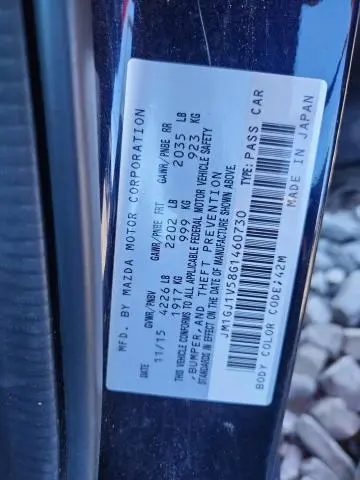 MFD. BY MAZDA MOTOR CORPORATION
DATE GVWR/PNBV GAWR/PNBE FRT GAWR/PNBE RR
11/15 4226 LB 2202 LB 2035 LB
1917 KG 999 KG 923 KG
THIS VEHICLE CONFORMS TO ALL APPLICABLE FEDERAL MOTOR VEHICLE SAFETY
, BUMPER, AND THEFT PREVENTION
STANDARDS IN EFFECT ON THE DATE OF MANUFACTURE SHOWN ABOVE.
JM1GJ1V58G1460730 TYPE: PASS CAR
BODY COLOR CODE; 42M MADE IN JAPAN